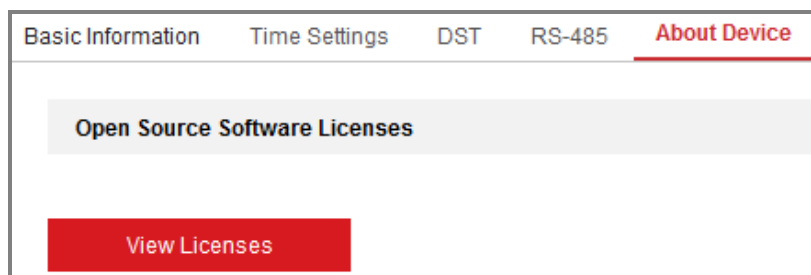 Basic Information Time Settings DST RS-485 About Device
Open Source Software Licenses
View Licenses